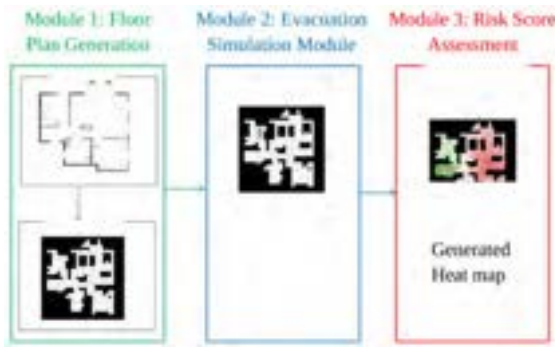 Module 1: Floor
Plan Generation
Module 2: Evacuation
Simulation Module
Module 3: Risk Score
Assessment
Generated
Heat map